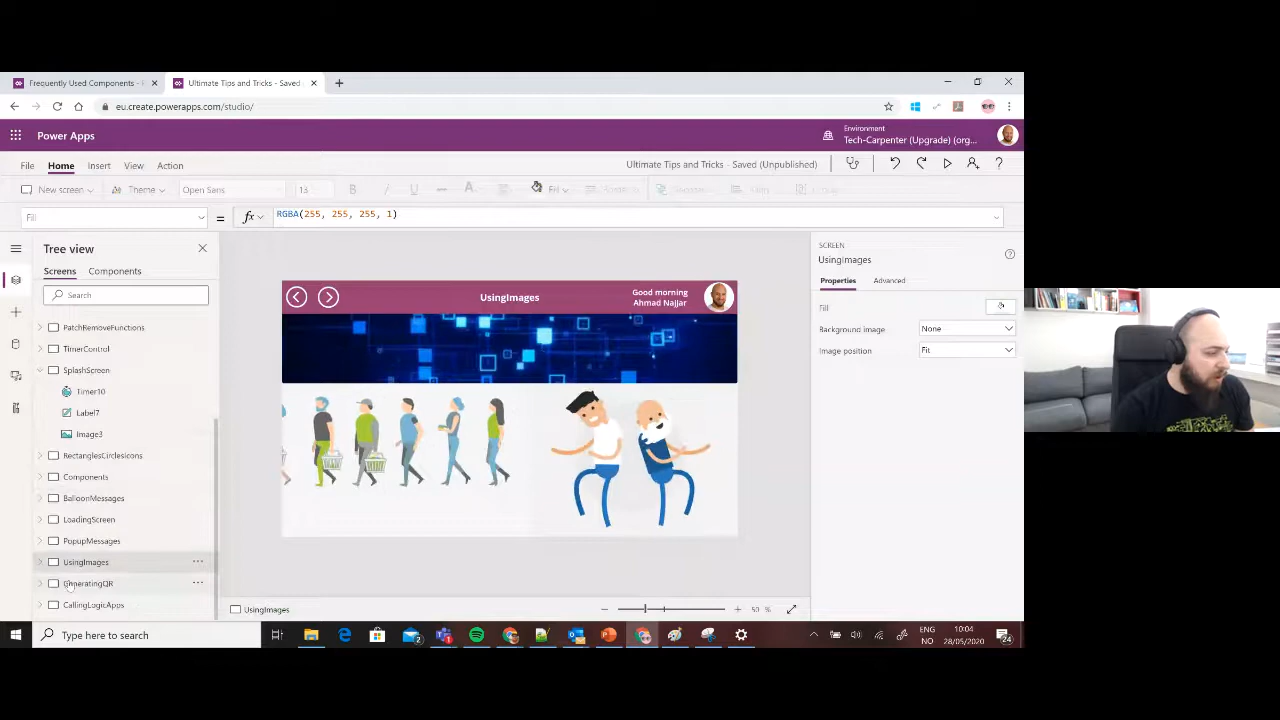 Frequently Used Components -
Ultimate Tips and Tricks - Saved
eu.create.powerapps.com/studio/
Power Apps
Environment
Tech-Carpenter (Upgrade) (org...
File Home Insert View Action
Ultimate Tips and Tricks - Saved (Unpublished)
New screen Theme Open Sans 13 B / U A Fill
Fill = fx RGBA(255, 255, 255, 1)
Tree view
Screens Components
Search
PatchRemoveFunctions
TimerControl
SplashScreen
Timer10
Label7
Image3
RectanglesCirclesIcons
Components
BalloonMessages
LoadingScreen
PopupMessages
UsingImages
GeneratingQR
CallingLogicApps
UsingImages
Good morning
Ahmad Najjar
SCREEN
UsingImages
Properties Advanced
Fill
Background image None
Image position Fit
UsingImages
50 %
Type here to search
ENG
NO
10:04
28/05/2020
24